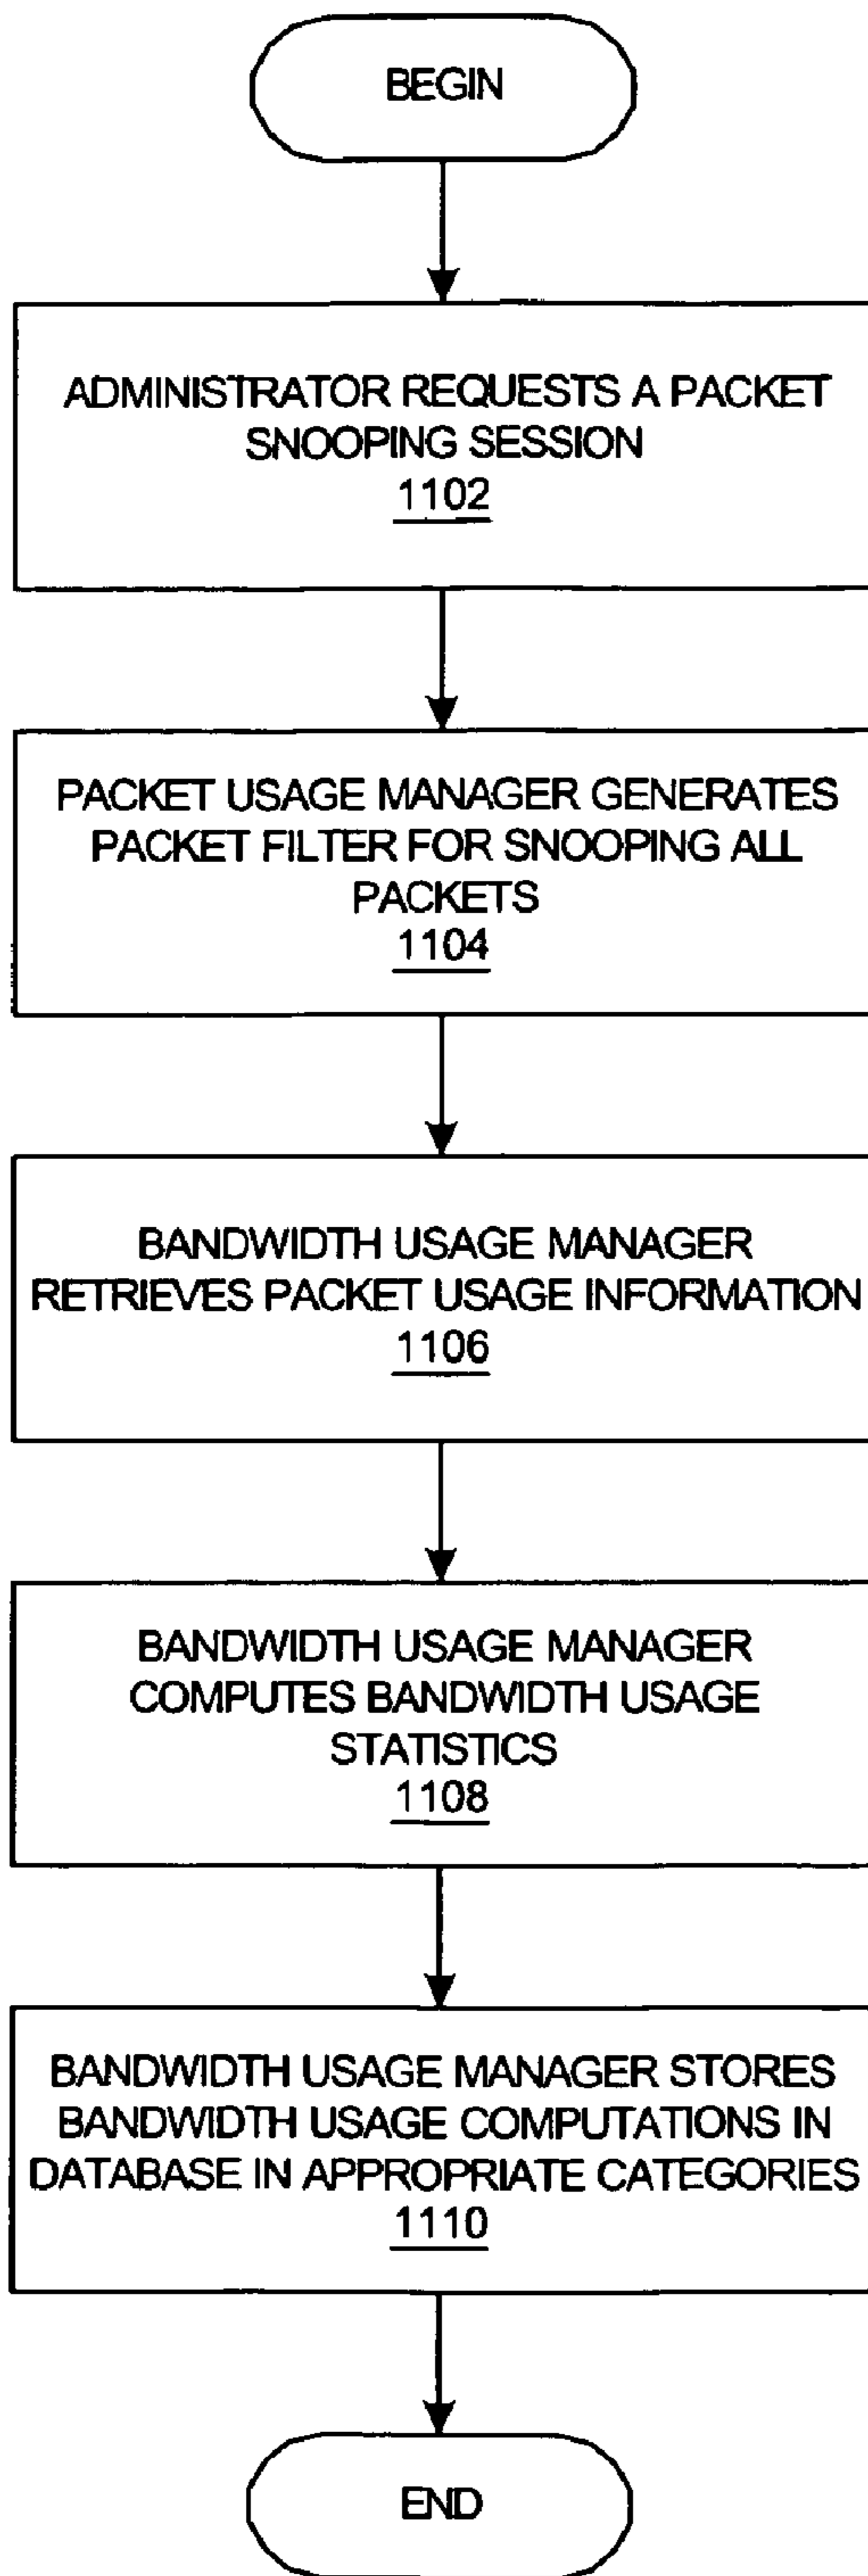 BEGIN
ADMINISTRATOR REQUESTS A PACKET
SNOOPING SESSION
1102
PACKET USAGE MANAGER GENERATES
PACKET FILTER FOR SNOOPING ALL
PACKETS
1104
BANDWIDTH USAGE MANAGER
RETRIEVES PACKET USAGE INFORMATION
1106
BANDWIDTH USAGE MANAGER
COMPUTES BANDWIDTH USAGE
STATISTICS
1108
BANDWIDTH USAGE MANAGER STORES
BANDWIDTH USAGE COMPUTATIONS IN
DATABASE IN APPROPRIATE CATEGORIES
1110
END